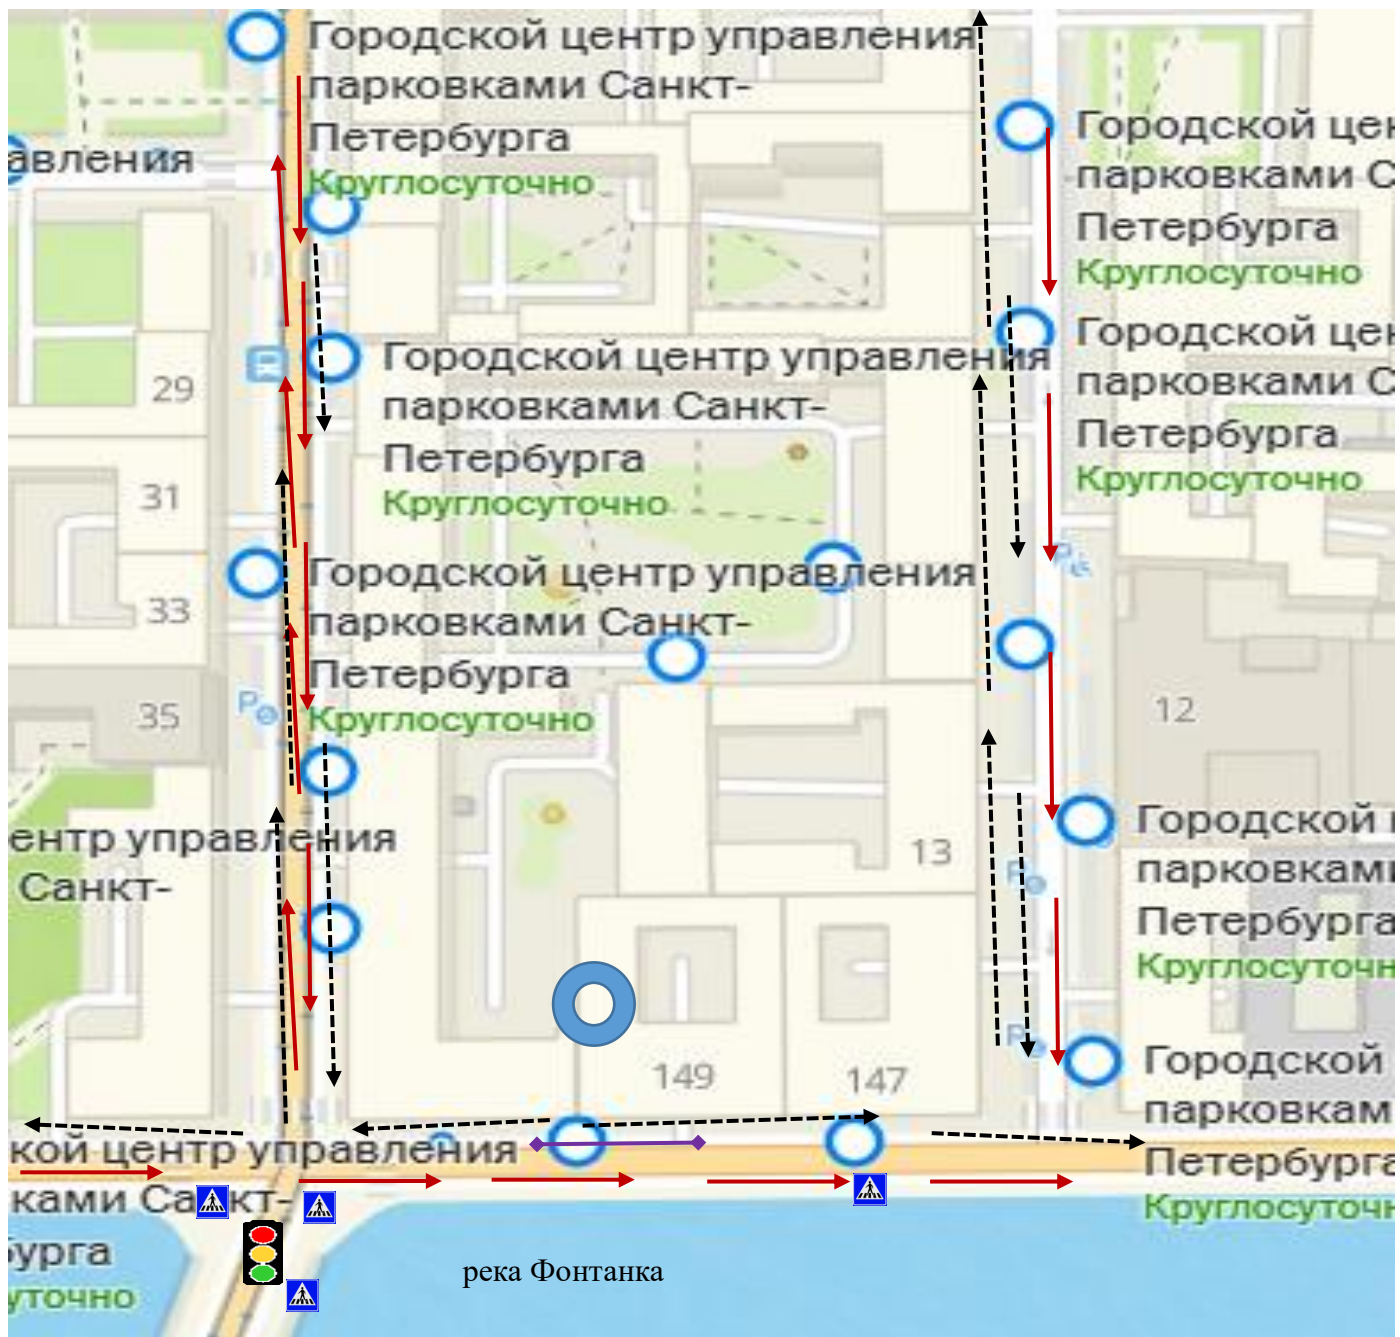 Городской центр управления
парковками Санкт-
Петербурга
Круглосуточно
авления
Городской цен
парковками С
Петербурга
Круглосуточно
Городской центр управления
парковками Санкт-
Петербурга
Круглосуточно
Городской цен
парковками С
Петербурга
Круглосуточно
29
31
33
35
Городской центр управления
парковками Санкт-
Петербурга
Круглосуточно
P
P
12
13
ентр управления
Санкт-
Городской
парковками
Петербурга
Круглосуточн
P
P
149
147
Городской
парковкам
Петербурга
Круглосуточн
кой центр управления
ками Санкт-
бурга
уточно
река Фонтанка